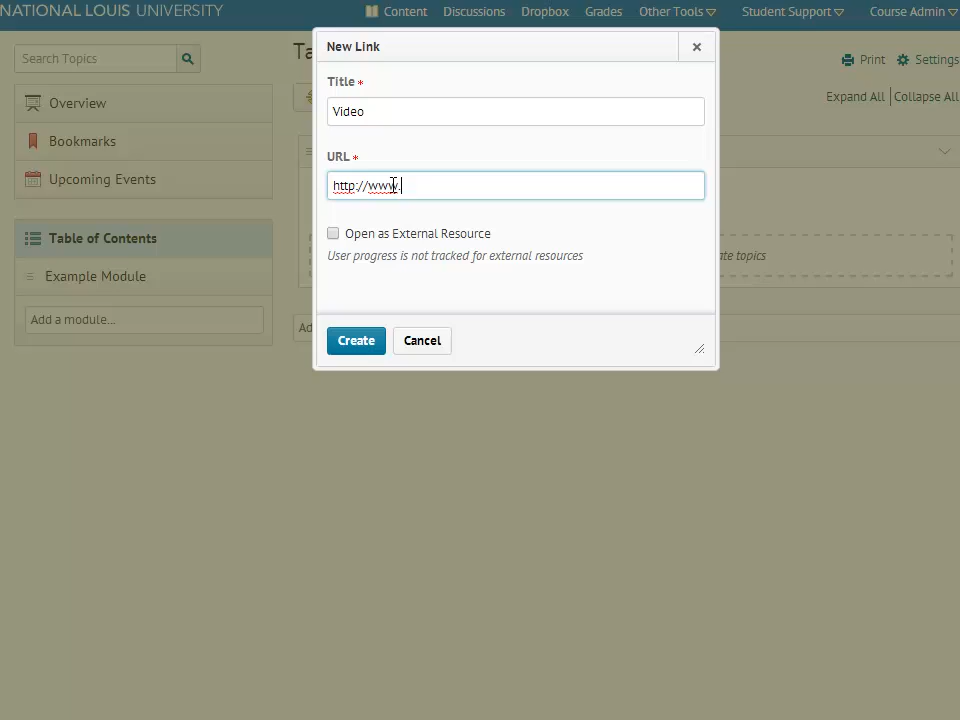 NATIONAL LOUIS UNIVERSITY
Content
Discussions
Dropbox
Grades
Other Tools
Student Support
Course Admin
Search Topics
Overview
Bookmarks
Upcoming Events
Table of Contents
Example Module
Add a module...
Ta
Print
Settings
Expand All
Collapse All
New Link
Title *
Video
URL *
http://www.
Open as External Resource
User progress is not tracked for external resources
ate topics
Ad
Create
Cancel